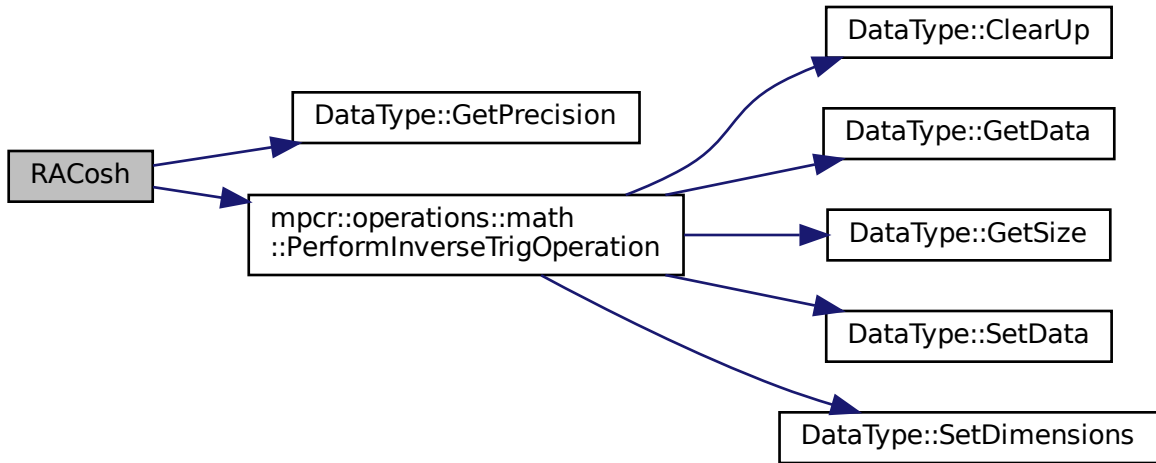 RACosh
DataType::GetPrecision
mpcr::operations::math
::PerformInverseTrigOperation
DataType::ClearUp
DataType::GetData
DataType::GetSize
DataType::SetData
DataType::SetDimensions